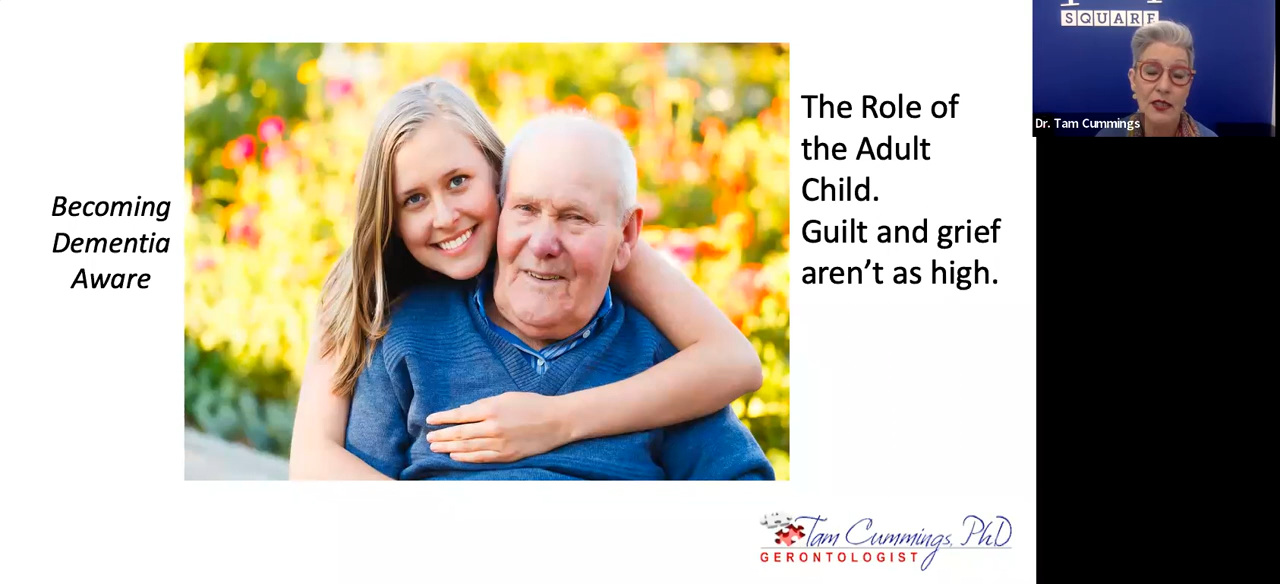 Becoming
Dementia
Aware
The Role of
the Adult
Child.
Guilt and grief
aren’t as high.
Tam Cummings, PhD
GERONTOLOGIST
SQUARE
Dr. Tam Cummings